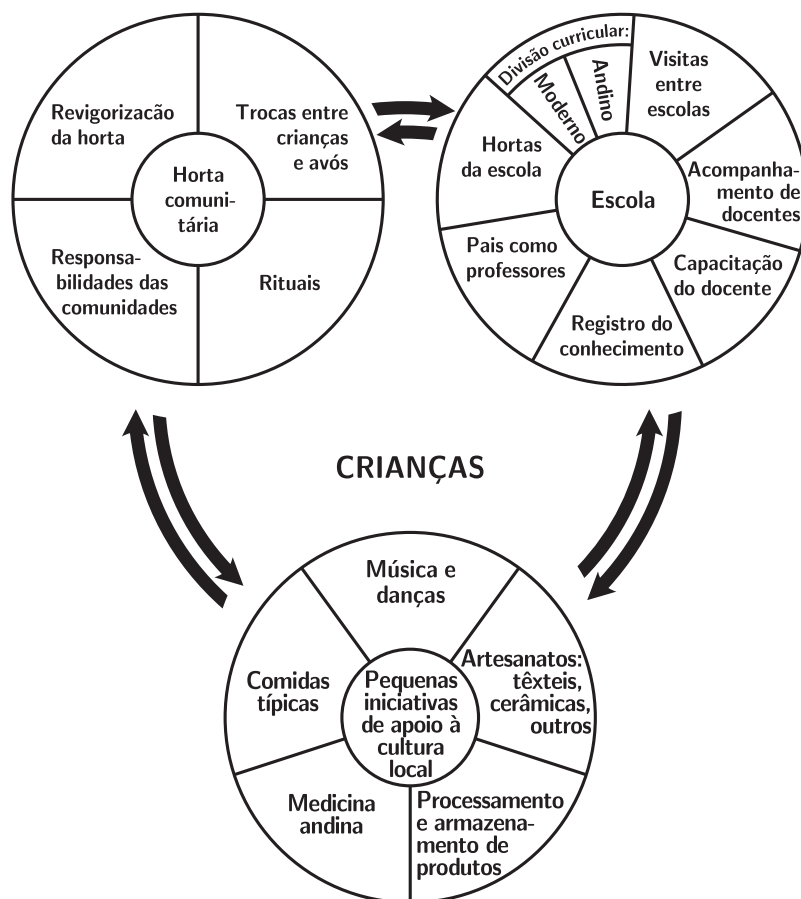 Revigorizacão
da horta
Trocas entre
crianças
e avós
Horta
comuni-
tária
Responsa-
bilidades das
comunidades
Rituais
Divisão curricular:
Moderno
Andino
Visitas
entre
escolas
Hortas
da escola
Escola
Acompanha-
mento de
docentes
Pais como
professores
Capacitação
do docente
Registro do
conhecimento
CRIANÇAS
Música e
danças
Comidas
típicas
Pequenas
iniciativas
de apoio à
cultura
local
Artesanatos:
têxteis,
cerâmicas,
outros
Medicina
andina
Processamento
e armazena-
mento de
produtos